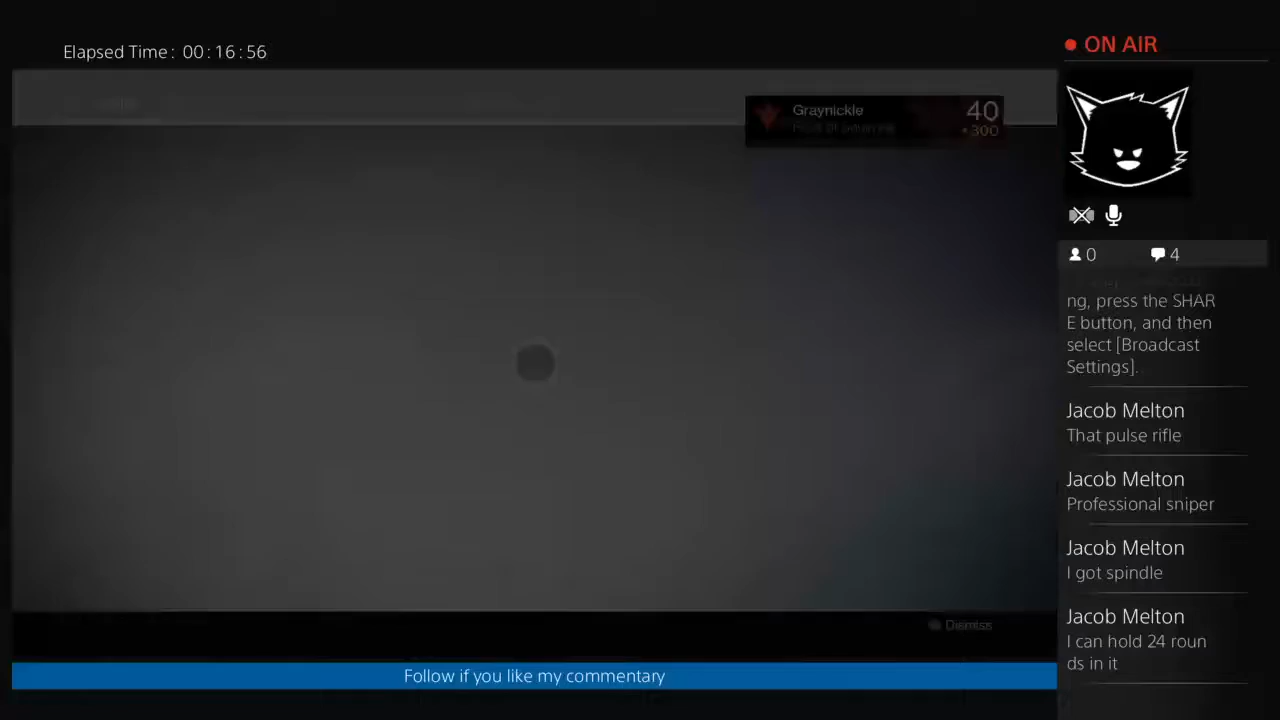 Elapsed Time: 00:16:56
ON AIR
Graynickle
40
300
0
4
ng, press the SHAR
E button, and then
select [Broadcast
Settings].
Jacob Melton
That pulse rifle
Jacob Melton
Professional sniper
Jacob Melton
I got spindle
Jacob Melton
I can hold 24 roun
ds in it
Dismiss
Follow if you like my commentary